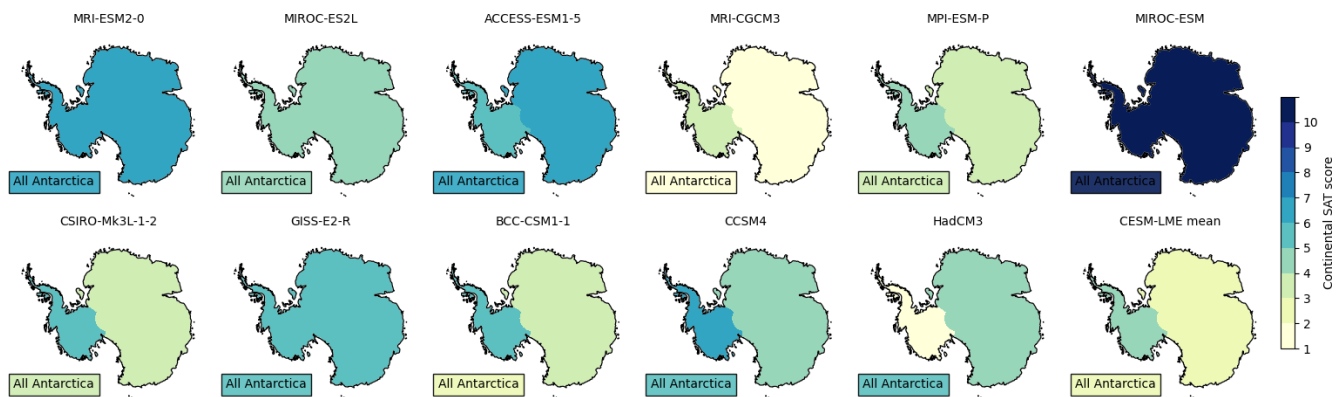 MRI-ESM2-0
MIROC-ES2L
ACCESS-ESM1-5
MRI-CGCM3
MPI-ESM-P
MIROC-ESM
All Antarctica
All Antarctica
All Antarctica
All Antarctica
All Antarctica
All Antarctica
CSIRO-Mk3L-1-2
GISS-E2-R
BCC-CSM1-1
CCSM4
HadCM3
CESM-LME mean
All Antarctica
All Antarctica
All Antarctica
All Antarctica
All Antarctica
All Antarctica
10
9
8
7
6
5
4
3
2
1
Continental SAT score